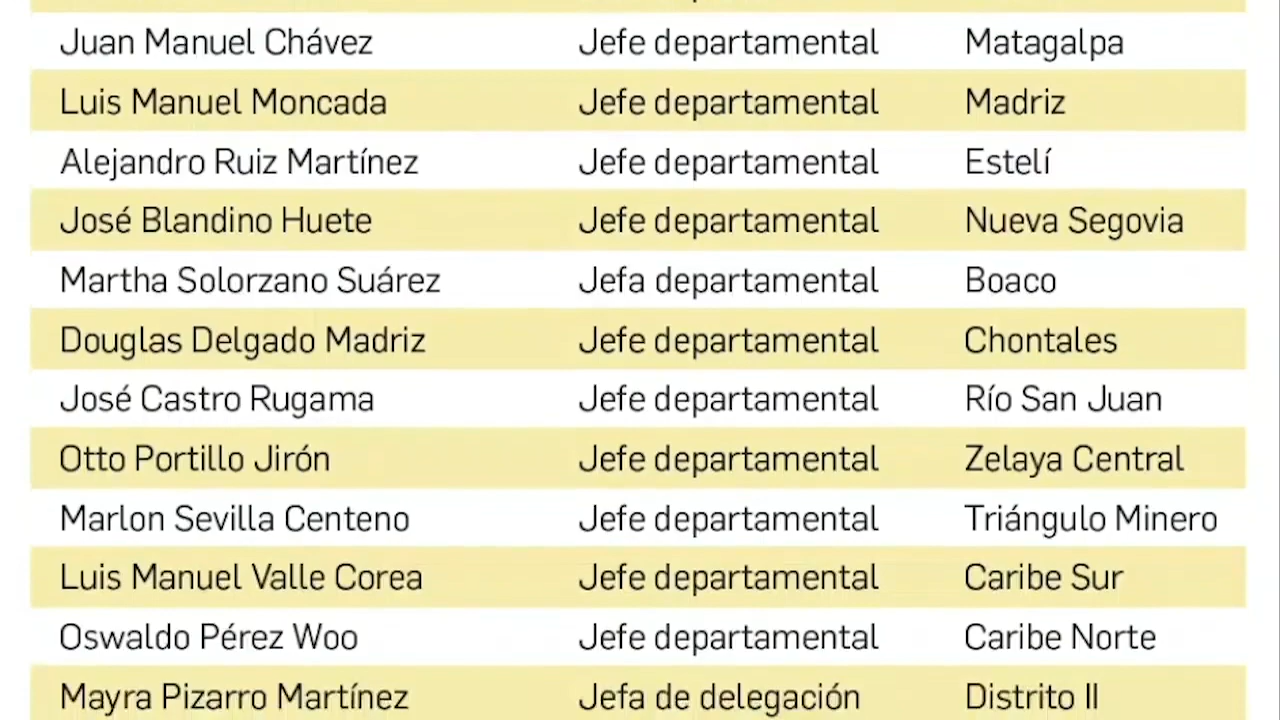 Juan Manuel Chávez Jefe departamental Matagalpa
Luis Manuel Moncada Jefe departamental Madriz
Alejandro Ruiz Martínez Jefe departamental Estelí
José Blandino Huete Jefe departamental Nueva Segovia
Martha Solorzano Suárez Jefa departamental Boaco
Douglas Delgado Madriz Jefe departamental Chontales
José Castro Rugama Jefe departamental Río San Juan
Otto Portillo Jirón Jefe departamental Zelaya Central
Marlon Sevilla Centeno Jefe departamental Triángulo Minero
Luis Manuel Valle Corea Jefe departamental Caribe Sur
Oswaldo Pérez Woo Jefe departamental Caribe Norte
Mayra Pizarro Martínez Jefa de delegación Distrito II